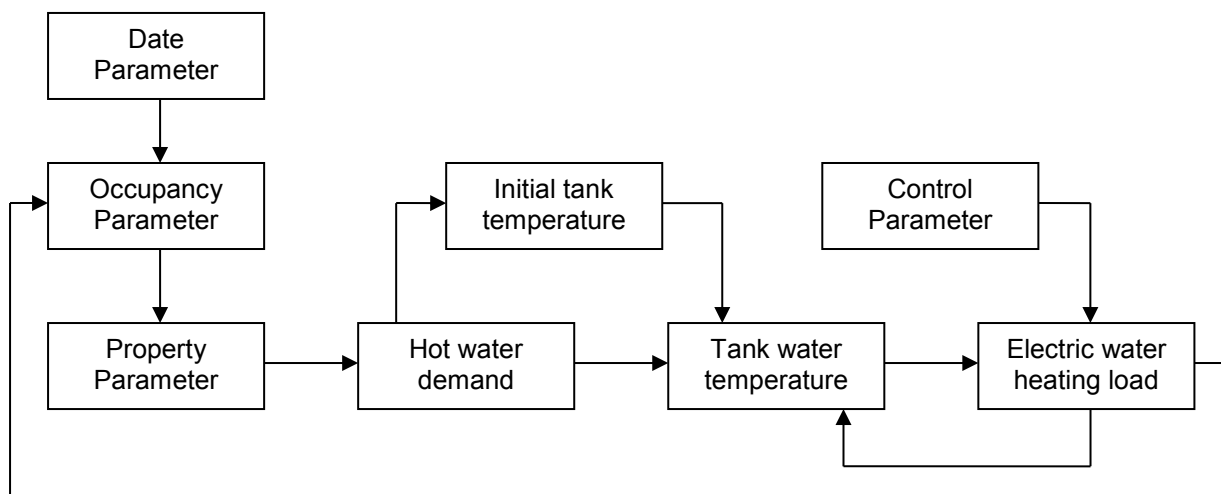 Date
Parameter
Occupancy
Parameter
Initial tank
temperature
Control
Parameter
Property
Parameter
Hot water
demand
Tank water
temperature
Electric water
heating load